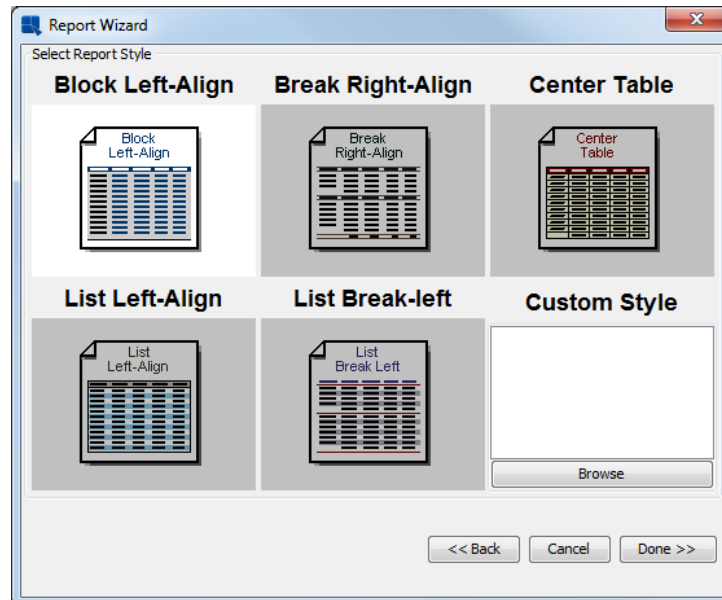 Report Wizard
x
Select Report Style
Block Left-Align Break Right-Align Center Table
Block
Left-Align
Break
Right-Align
Center
Table
List Left-Align List Break-left Custom Style
List
Left-Align
List
Break Left
Browse
<< Back Cancel Done >>